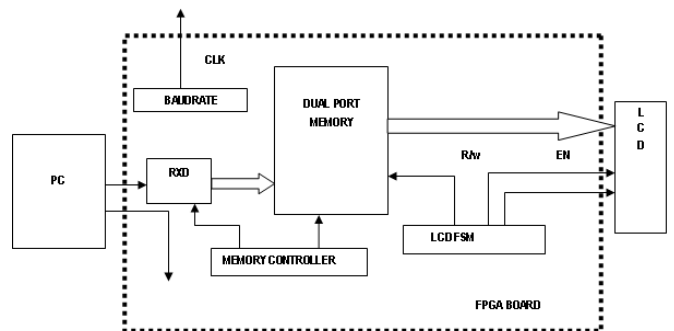 CLK
BAUDRATE
DUAL PORT
MEMORY
L
C
D
R/w
EN
PC
RXD
LCD FSM
MEMORY CONTROLLER
FPGA BOARD